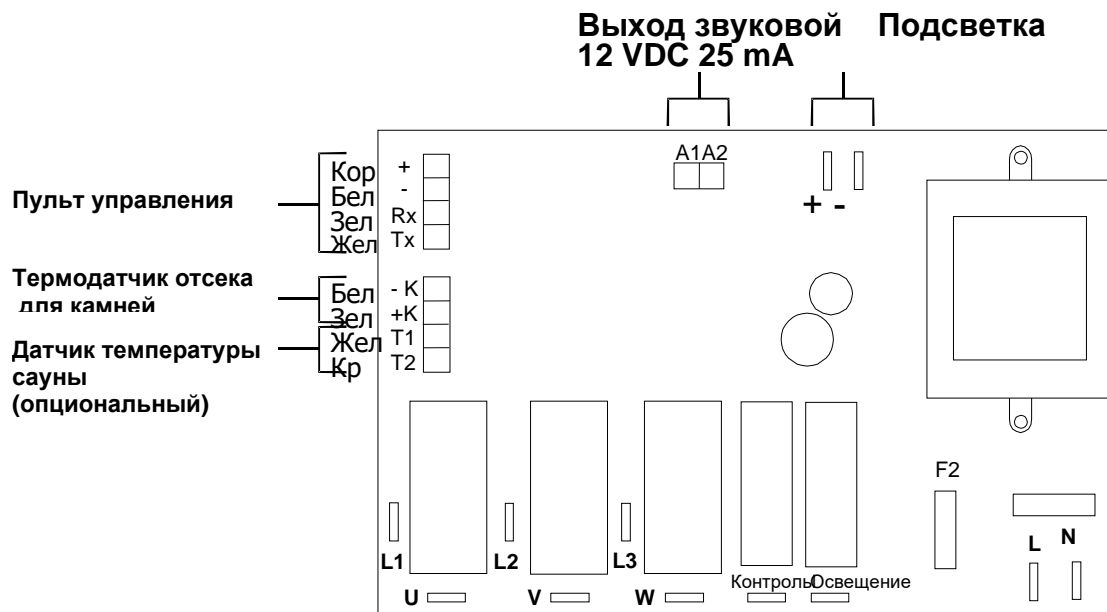 Выход звуковой
12 VDC 25 mA
Подсветка
A1A2
+ -
Пульт управления
Кор +
Бел -
Зел Rx
Жел Tx
Термодатчик отсека
для камней
Бел - K
Зел +K
Датчик температуры
сауны
(опциональный)
Жел T1
Кр T2
F2
L1
L2
L3
L
N
U
V
W
Контролы
Освещение